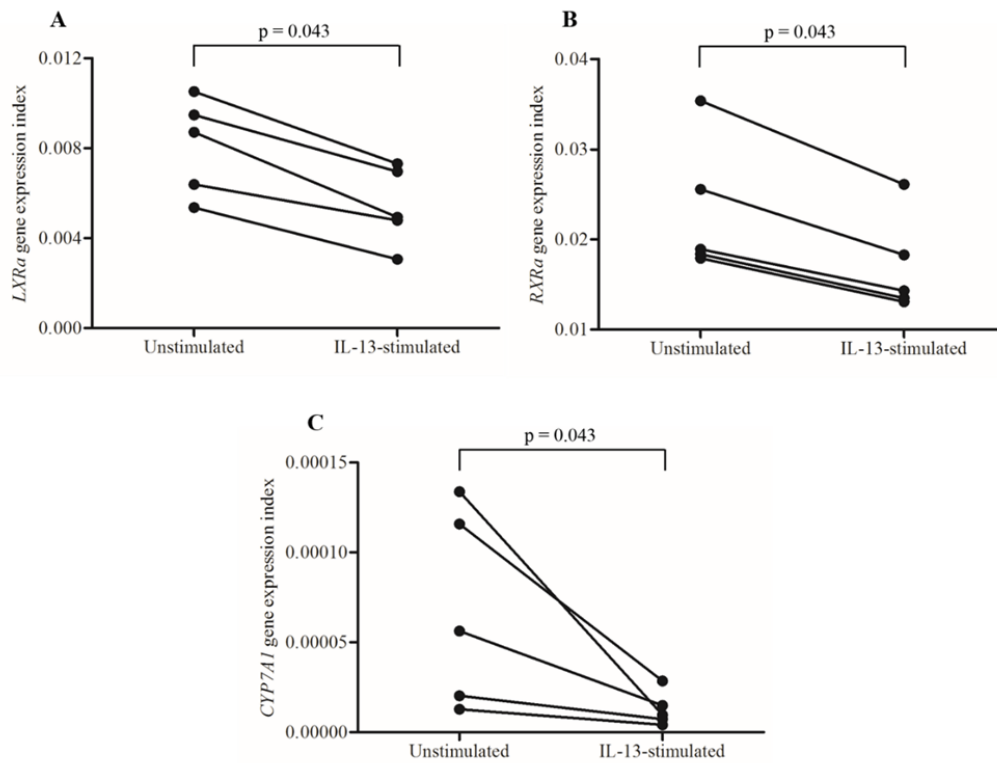 A
p = 0.043
LXRa gene expression index
0.012
0.008
0.004
0.000
Unstimulated IL-13-stimulated
B
p = 0.043
RXRa gene expression index
0.04
0.03
0.02
0.01
Unstimulated IL-13-stimulated
C
p = 0.043
CYP7A1 gene expression index
0.00015
0.00010
0.00005
0.00000
Unstimulated IL-13-stimulated